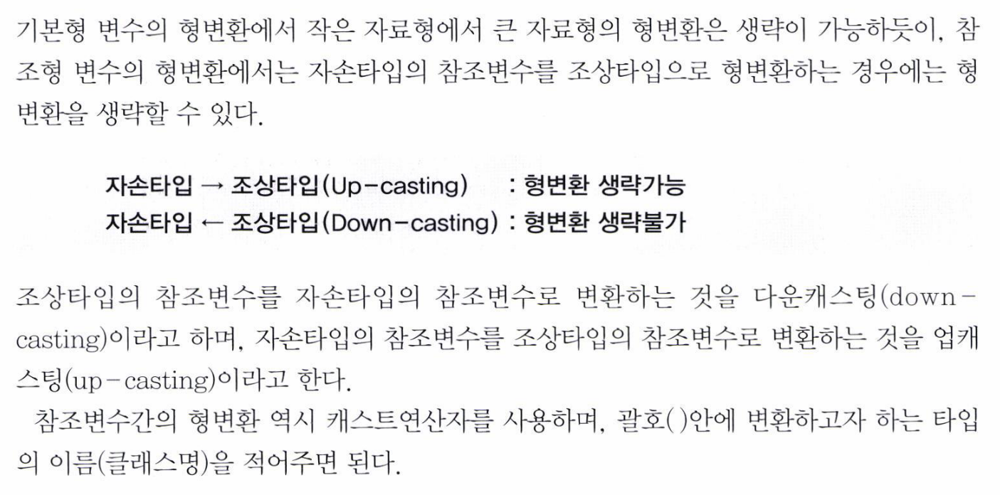 기본형 변수의 형변환에서 작은 자료형에서 큰 자료형의 형변환은 생략이 가능하듯이, 참
조형 변수의 형변환에서는 자손타입의 참조변수를 조상타입으로 형변환하는 경우에는 형
변환을 생략할 수 있다.
자손타입 → 조상타입(Up-casting) : 형변환 생략가능
자손타입 ← 조상타입(Down-casting) : 형변환 생략불가
조상타입의 참조변수를 자손타입의 참조변수로 변환하는 것을 다운캐스팅(down-
casting)이라고 하며, 자손타입의 참조변수를 조상타입의 참조변수로 변환하는 것을 업캐
스팅(up-casting)이라고 한다.
참조변수간의 형변환 역시 캐스트연산자를 사용하며, 괄호( )안에 변환하고자 하는 타입
의 이름(클래스명)을 적어주면 된다.